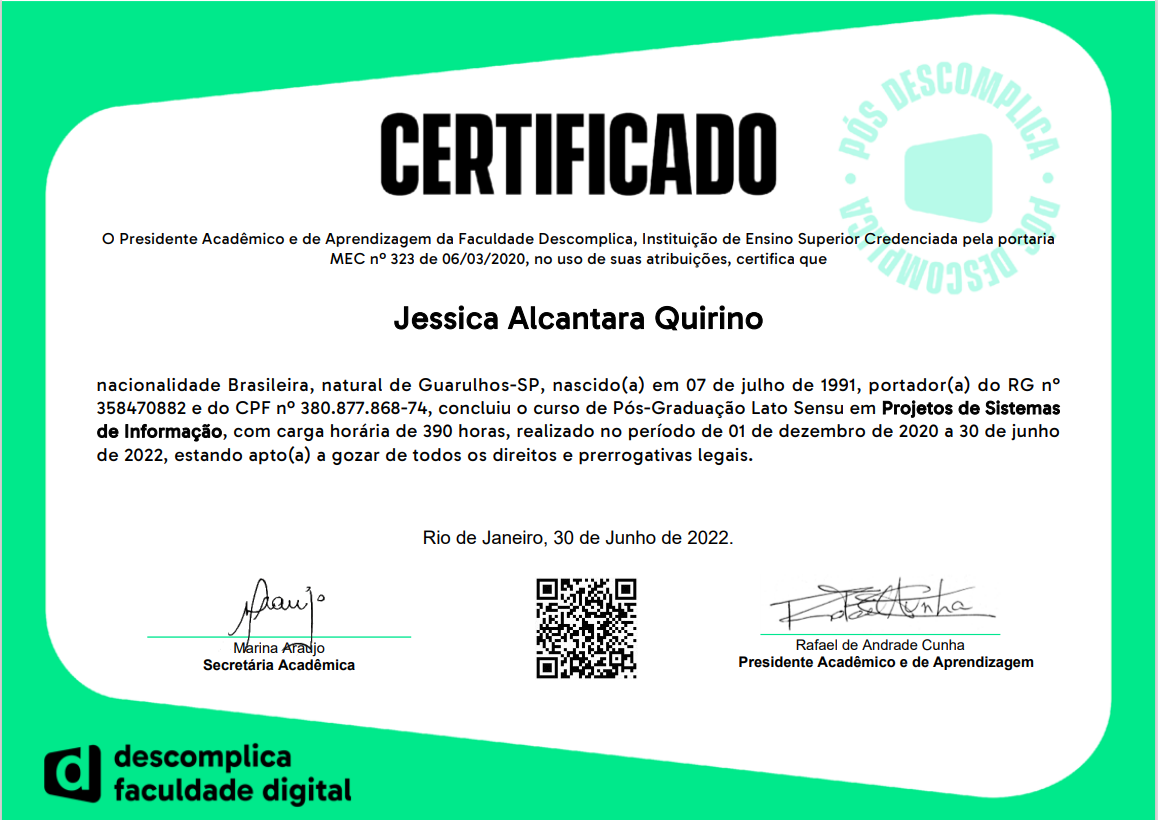 CERTIFICADO
PÓS DESCOMPLICA • PÓS DESCOMPLICA •
O Presidente Acadêmico e de Aprendizagem da Faculdade Descomplica, Instituição de Ensino Superior Credenciada pela portaria
MEC nº 323 de 06/03/2020, no uso de suas atribuições, certifica que
Jessica Alcantara Quirino
nacionalidade Brasileira, natural de Guarulhos-SP, nascido(a) em 07 de julho de 1991, portador(a) do RG nº
358470882 e do CPF nº 380.877.868-74, concluiu o curso de Pós-Graduação Lato Sensu em Projetos de Sistemas
de Informação, com carga horária de 390 horas, realizado no período de 01 de dezembro de 2020 a 30 de junho
de 2022, estando apto(a) a gozar de todos os direitos e prerrogativas legais.
Rio de Janeiro, 30 de Junho de 2022.
MAraujo
Rafael Cunha
Marina Araújo
Secretária Acadêmica
Rafael de Andrade Cunha
Presidente Acadêmico e de Aprendizagem
d descomplica
faculdade digital